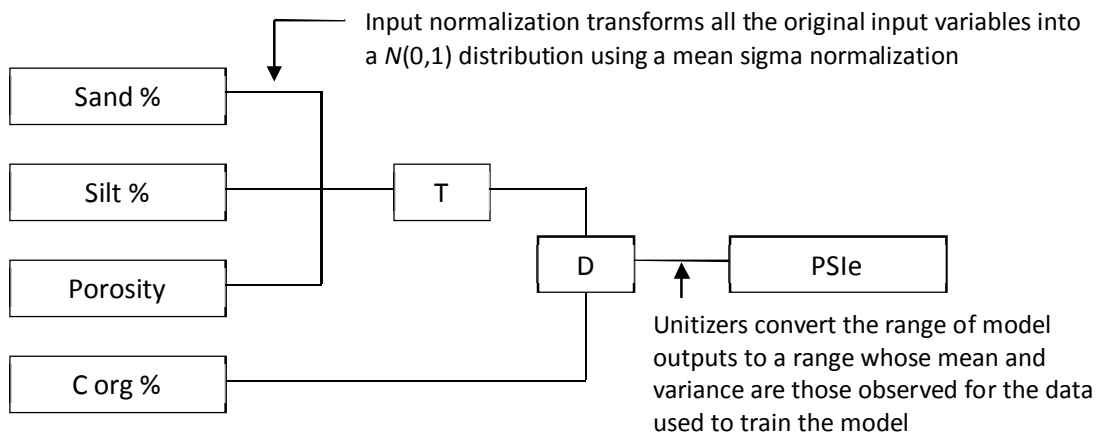 Input normalization transforms all the original input variables into
a N(0,1) distribution using a mean sigma normalization
Sand %
Silt %
T
Porosity
D
PSIe
C org %
Unitizers convert the range of model
outputs to a range whose mean and
variance are those observed for the data
used to train the model